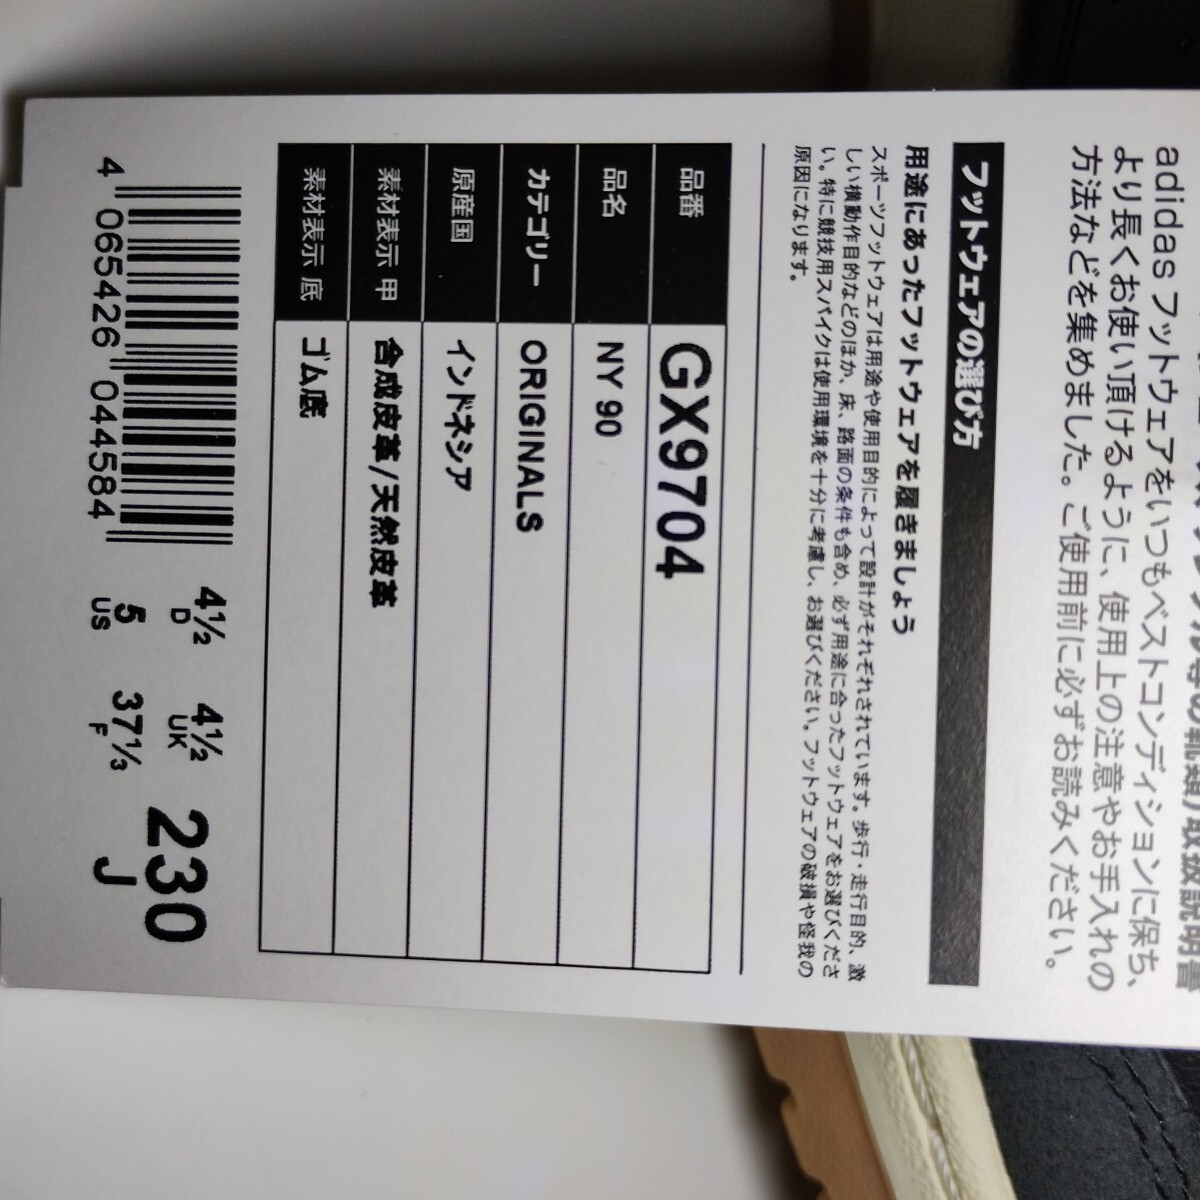 adidas フットウェアをいつもベストコンディションに保ち、
より長くお使い頂けるように、使用上の注意やお手入れの
方法などを集めました。ご使用前に必ずお読みください。
フットウェアの選び方
用途にあったフットウェアを履きましょう
スポーツフットウェアは用途や使用目的によって設計がそれぞれされています。歩行・走行目的、激
しい横動作目的などのほか、床、路面の条件も含め、必ず用途に合ったフットウェアをお選びくださ
い。特に競技用スパイクは使用環境を十分に考慮し、お選びください。フットウェアの破損や怪我の
原因になります。
品番 GX9704
品名 NY 90
カテゴリー ORIGINALS
原産国 インドネシア
素材表示 甲 合成皮革/天然皮革
素材表示 底 ゴム底
4 065426 044584
4½ D 4½ UK 230
5 US 37⅓ F J